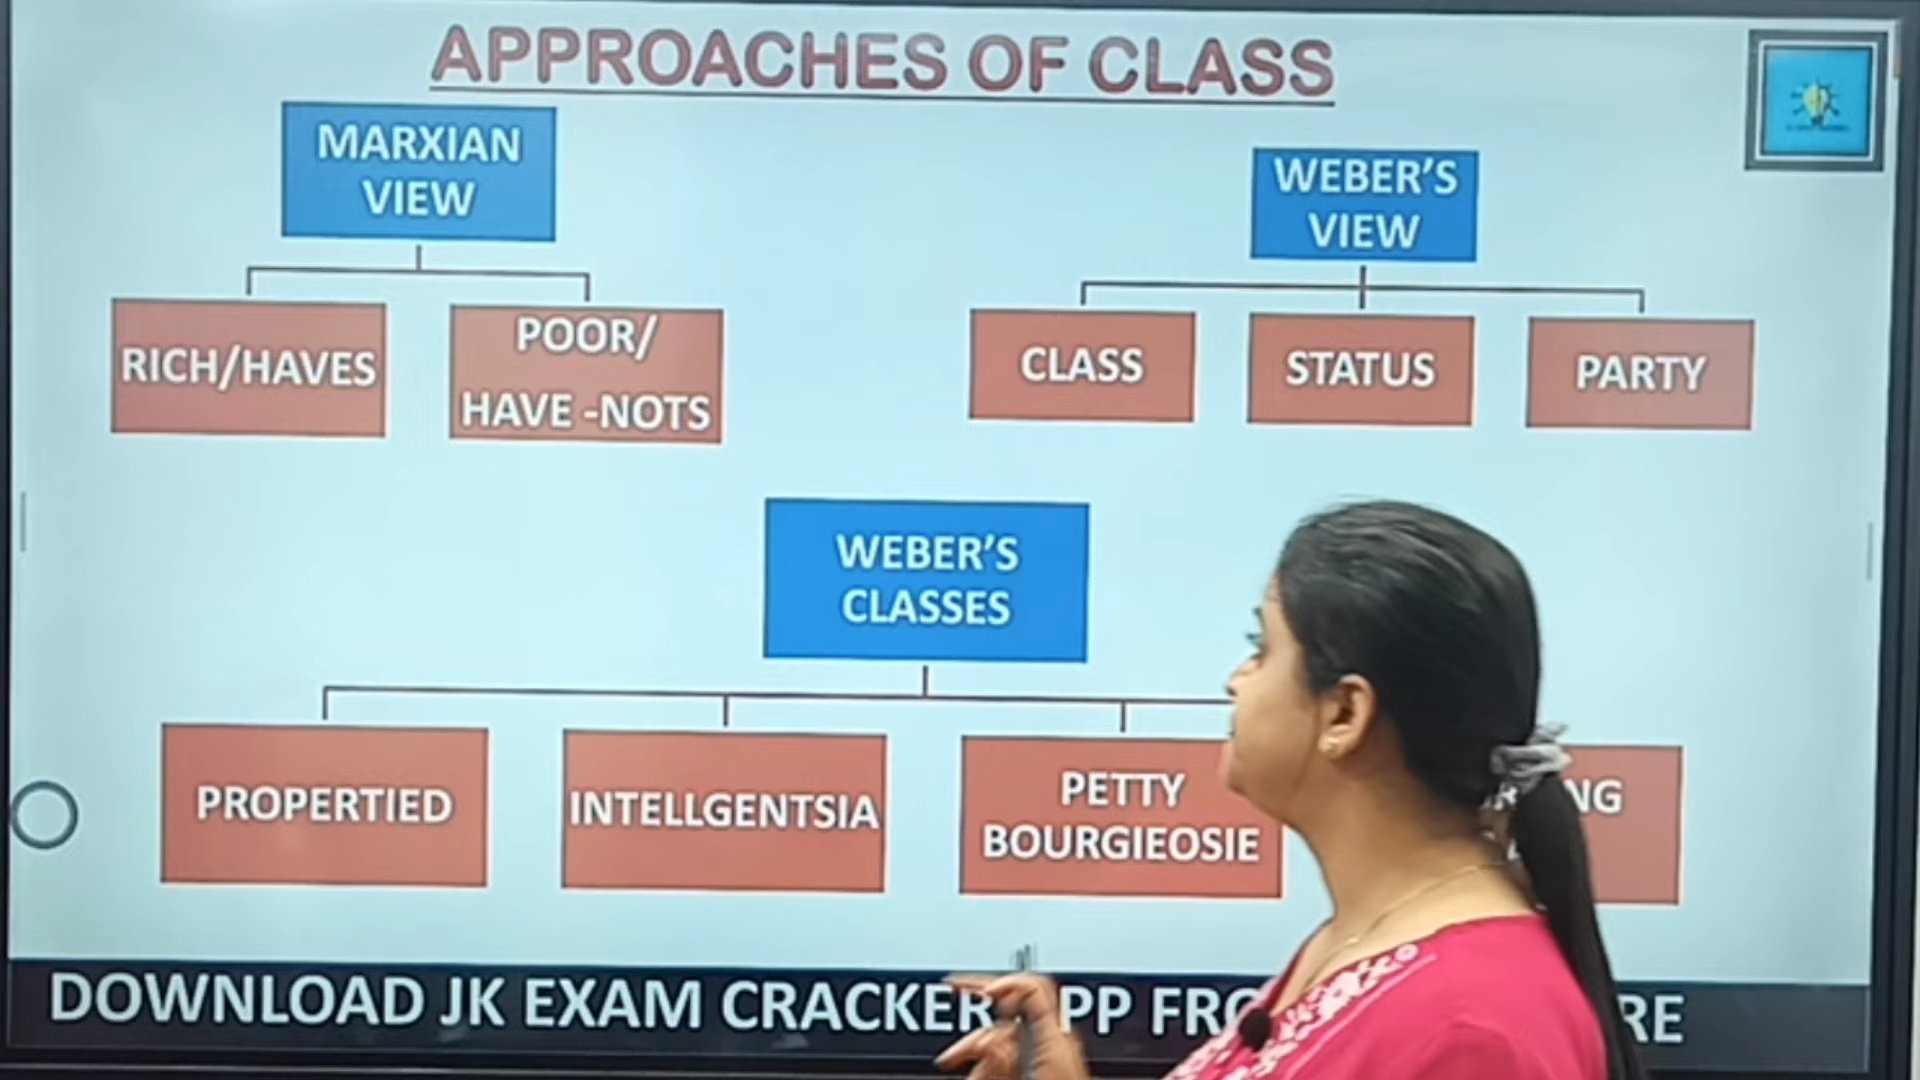 APPROACHES OF CLASS
MARXIAN
VIEW
RICH/HAVES
POOR/
HAVE -NOTS
WEBER'S
VIEW
CLASS
STATUS
PARTY
WEBER'S
CLASSES
PROPERTIED
INTELLGENTSIA
PETTY
BOURGIEOSIE
DOWNLOAD JK EXAM CRACKER